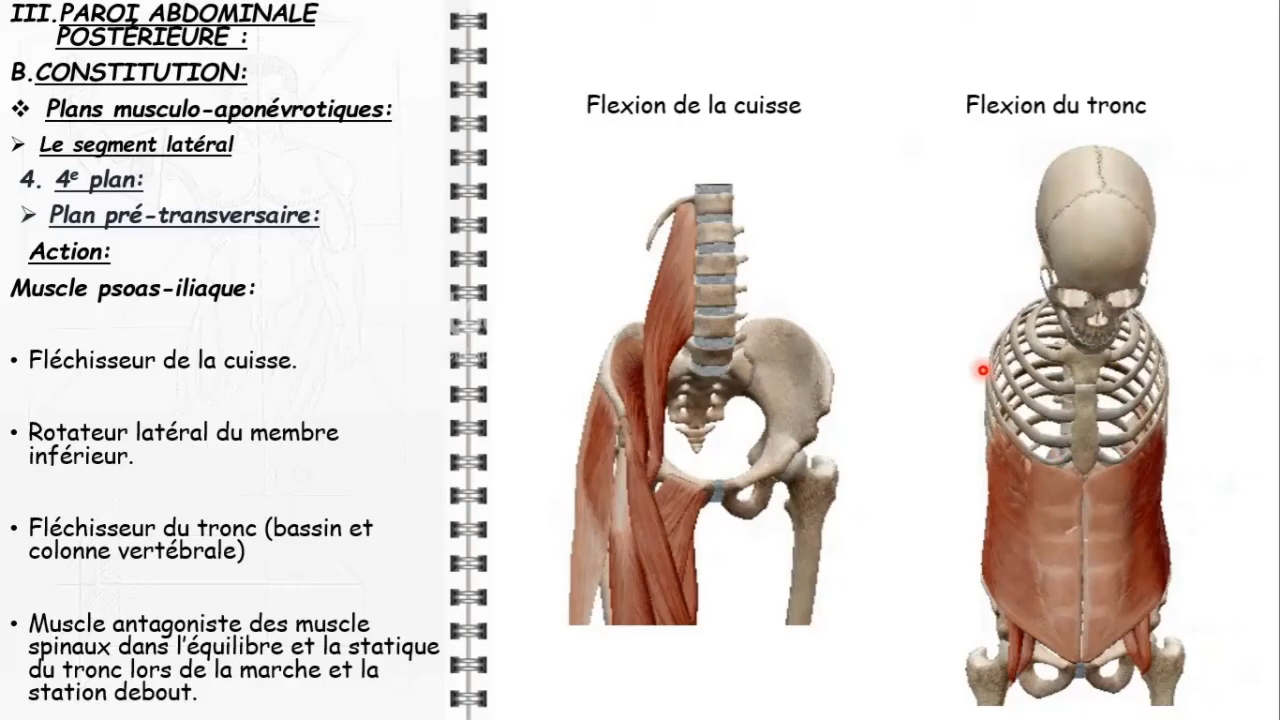 III. PAROI ABDOMINALE
POSTÉRIEURE :
B. CONSTITUTION:
❖ Plans musculo-aponévrotiques:
➢ Le segment latéral
4. 4e plan:
➢ Plan pré-transversaire:
Action:
Muscle psoas-iliaque:
• Fléchisseur de la cuisse.
• Rotateur latéral du membre
inférieur.
• Fléchisseur du tronc (bassin et
colonne vertébrale)
• Muscle antagoniste des muscle
spinaux dans l'équilibre et la statique
du tronc lors de la marche et la
station debout.
Flexion de la cuisse
Flexion du tronc